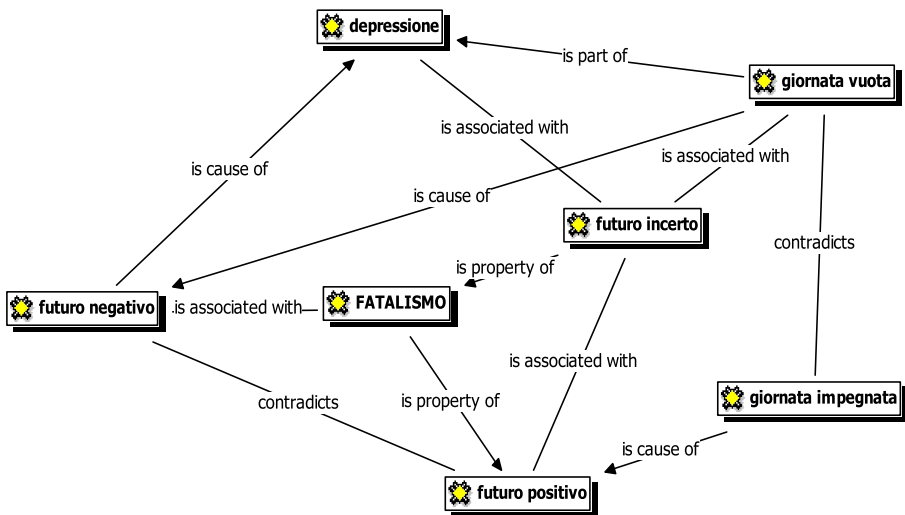 depressione
is part of
giornata vuota
is associated with
is associated with
is cause of
is cause of
futuro incerto
contradicts
is property of
futuro negativo
is associated with
FATALISMO
is associated with
giornata impegnata
contradicts
is property of
is cause of
futuro positivo